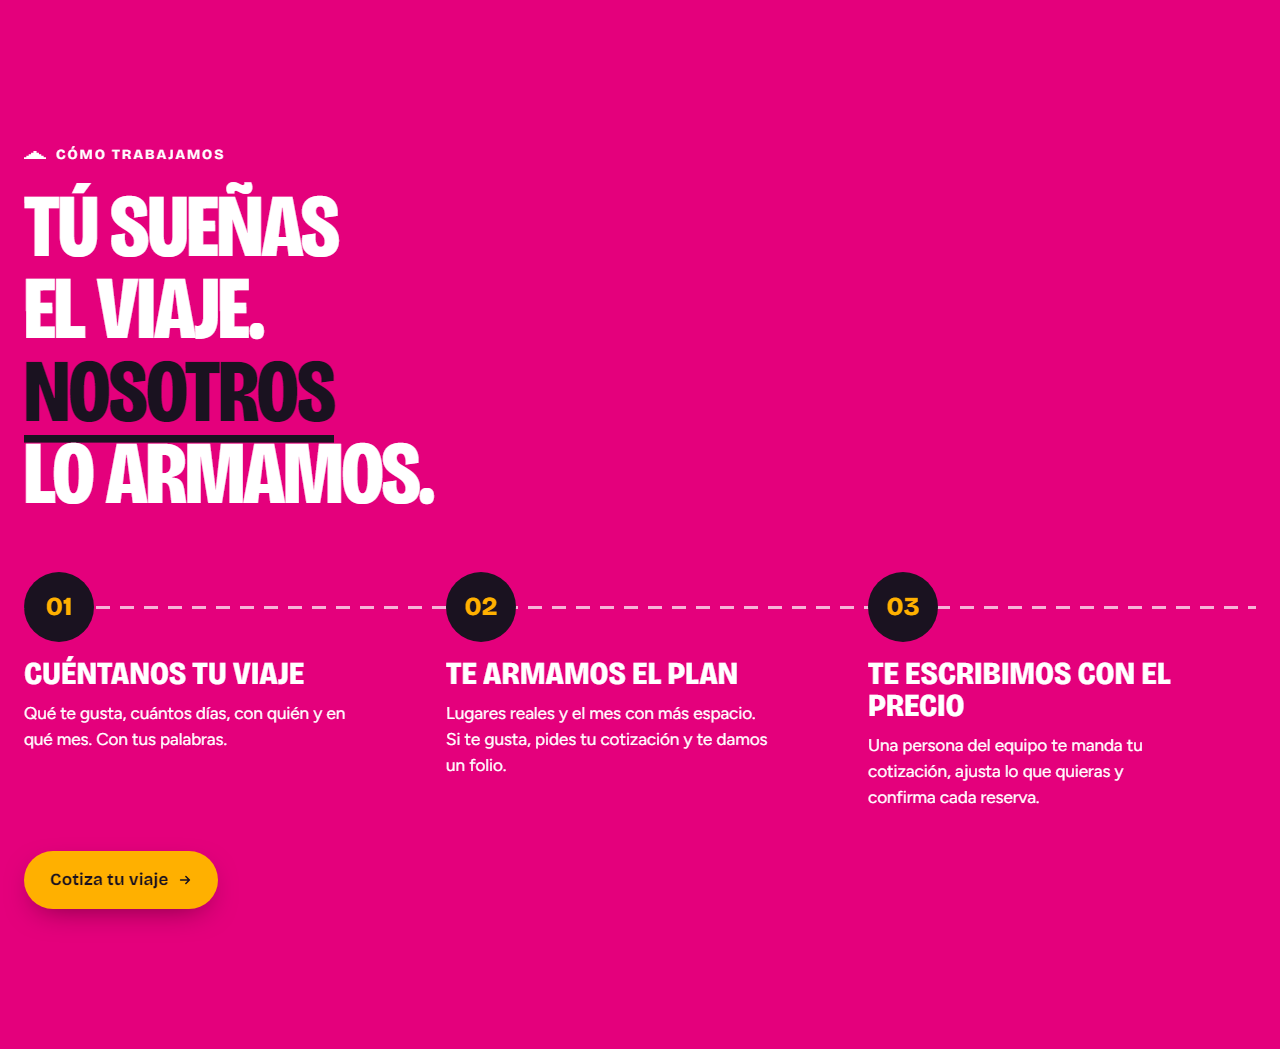 CÓMO TRABAJAMOS
TÚ SUEÑAS
EL VIAJE.
NOSOTROS
LO ARMAMOS.
01
CUÉNTANOS TU VIAJE
Qué te gusta, cuántos días, con quién y en
qué mes. Con tus palabras.
02
TE ARMAMOS EL PLAN
Lugares reales y el mes con más espacio.
Si te gusta, pides tu cotización y te damos
un folio.
03
TE ESCRIBIMOS CON EL
PRECIO
Una persona del equipo te manda tu
cotización, ajusta lo que quieras y
confirma cada reserva.
Cotiza tu viaje →